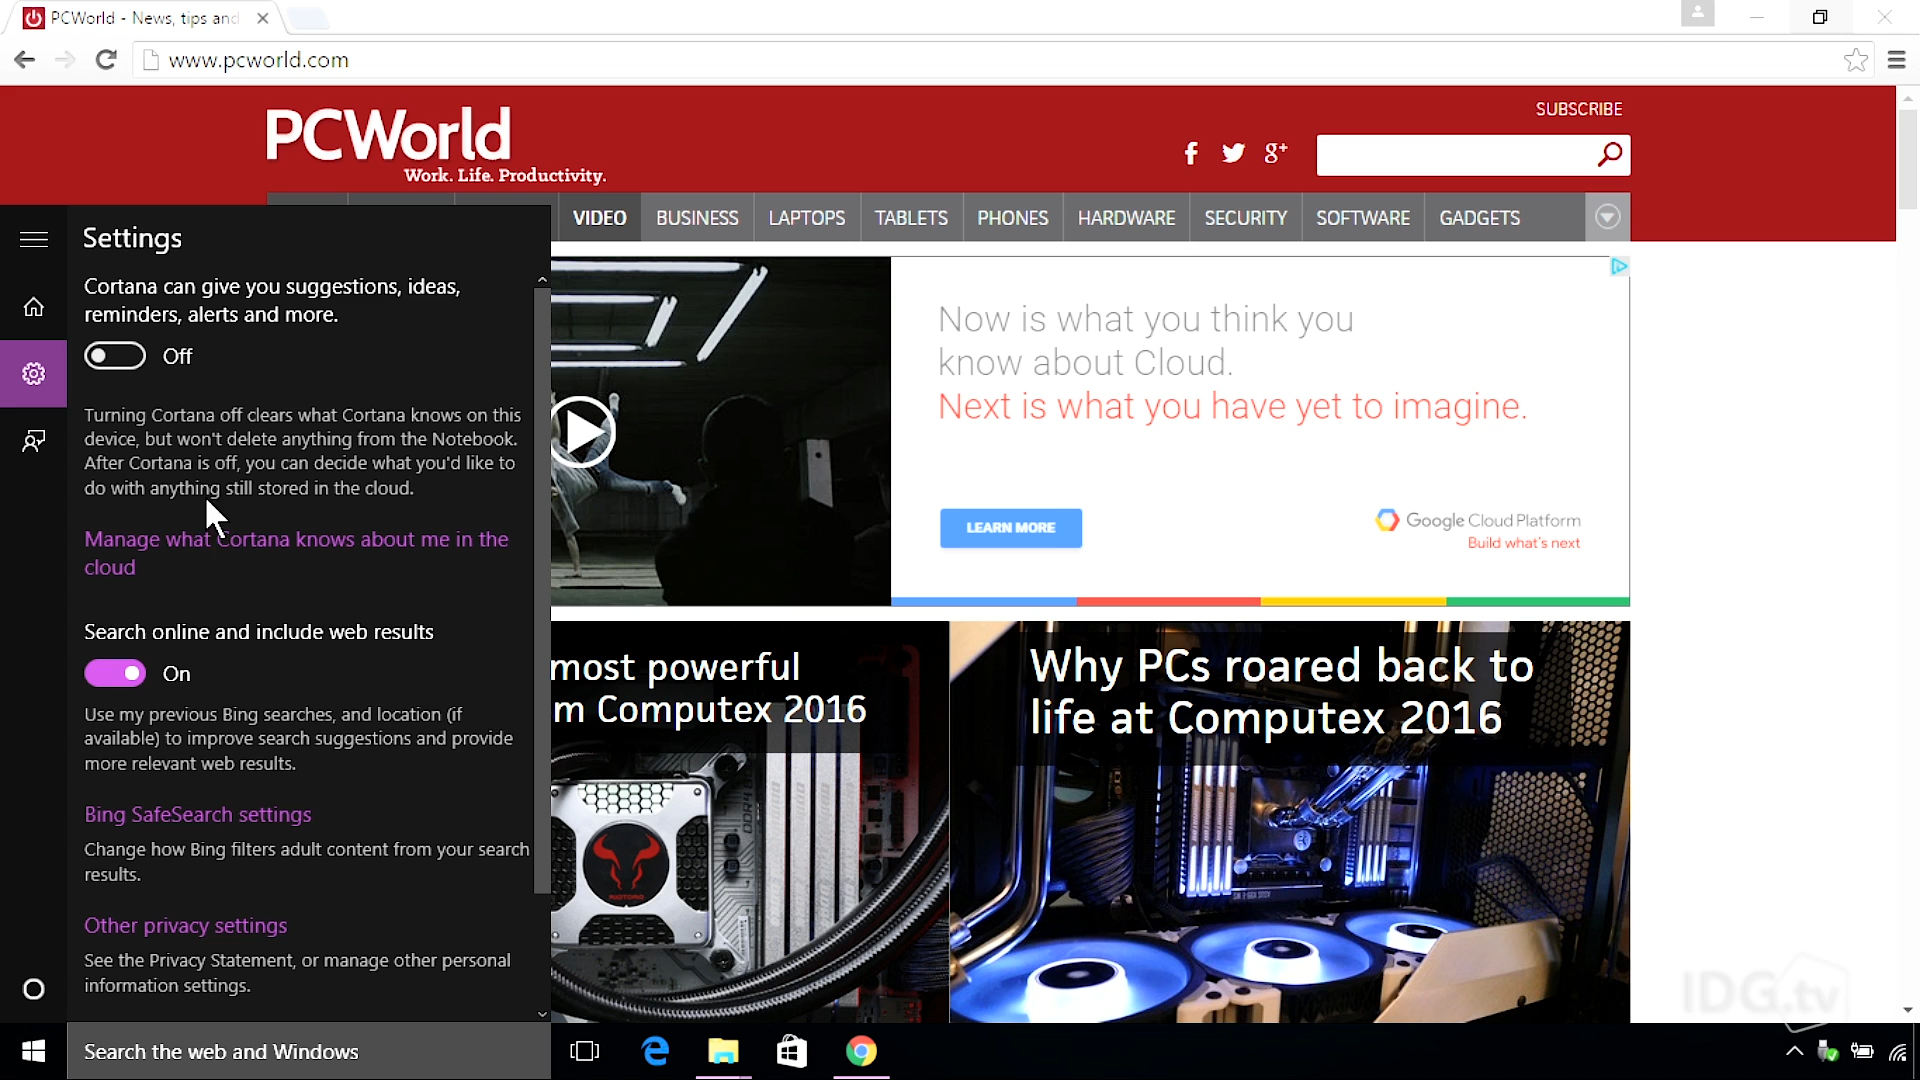 PCWorld - News, tips and
www.pcworld.com
SUBSCRIBE
PCWorld
Work. Life. Productivity.
f
g+
VIDEO BUSINESS LAPTOPS TABLETS PHONES HARDWARE SECURITY SOFTWARE GADGETS
Settings
Cortana can give you suggestions, ideas,
reminders, alerts and more.
Off
Turning Cortana off clears what Cortana knows on this
device, but won't delete anything from the Notebook.
After Cortana is off, you can decide what you'd like to
do with anything still stored in the cloud.
Manage what Cortana knows about me in the
cloud
Search online and include web results
On
Use my previous Bing searches, and location (if
available) to improve search suggestions and provide
more relevant web results.
Bing SafeSearch settings
Change how Bing filters adult content from your search
results.
Other privacy settings
See the Privacy Statement, or manage other personal
information settings.
Now is what you think you
know about Cloud.
Next is what you have yet to imagine.
LEARN MORE
Google Cloud Platform
Build what's next
most powerful
m Computex 2016
DDR4
RIOTORO
Why PCs roared back to
life at Computex 2016
IDG.tv
Search the web and Windows